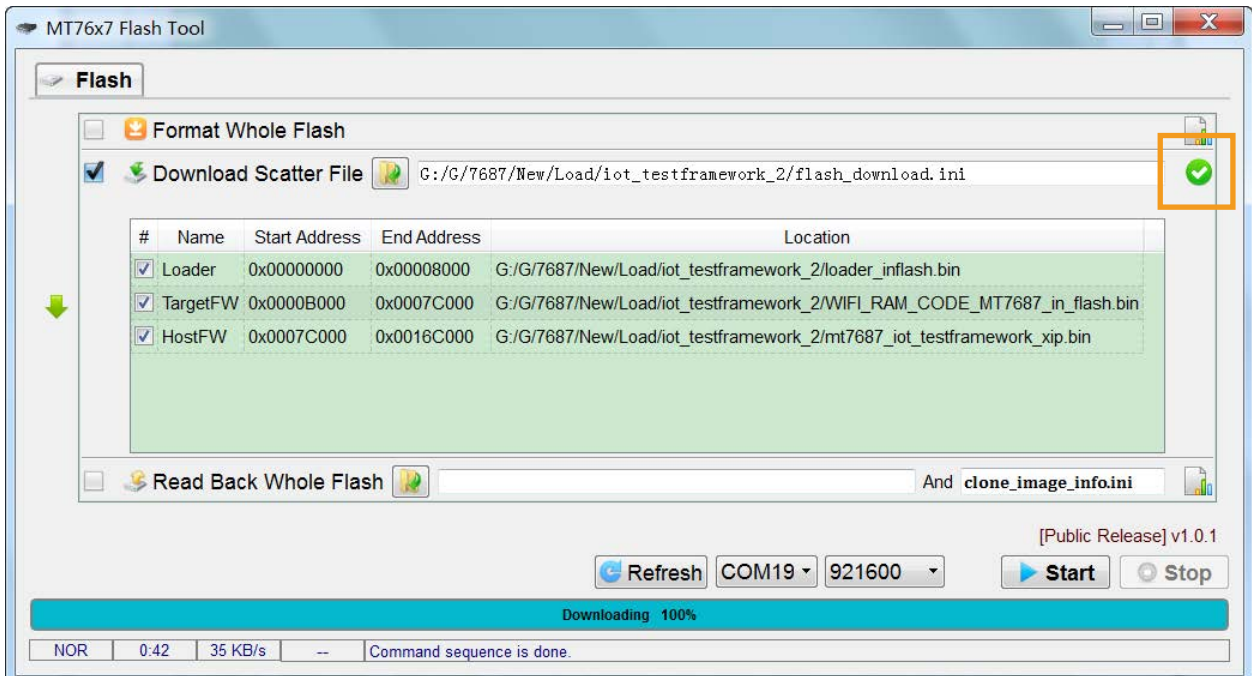 MT76x7 Flash Tool
Flash
Format Whole Flash
Download Scatter File G:/G/7687/New/Load/iot_testframework_2/flash_download.ini
# Name Start Address End Address Location
Loader 0x00000000 0x00008000 G:/G/7687/New/Load/iot_testframework_2/loader_inflash.bin
TargetFW 0x0000B000 0x0007C000 G:/G/7687/New/Load/iot_testframework_2/WIFI_RAM_CODE_MT7687_in_flash.bin
HostFW 0x0007C000 0x0016C000 G:/G/7687/New/Load/iot_testframework_2/mt7687_iot_testframework_xip.bin
Read Back Whole Flash And clone_image_info.ini
[Public Release] v1.0.1
Refresh COM19 921600 Start Stop
Downloading 100%
NOR 0:42 35 KB/s -- Command sequence is done.